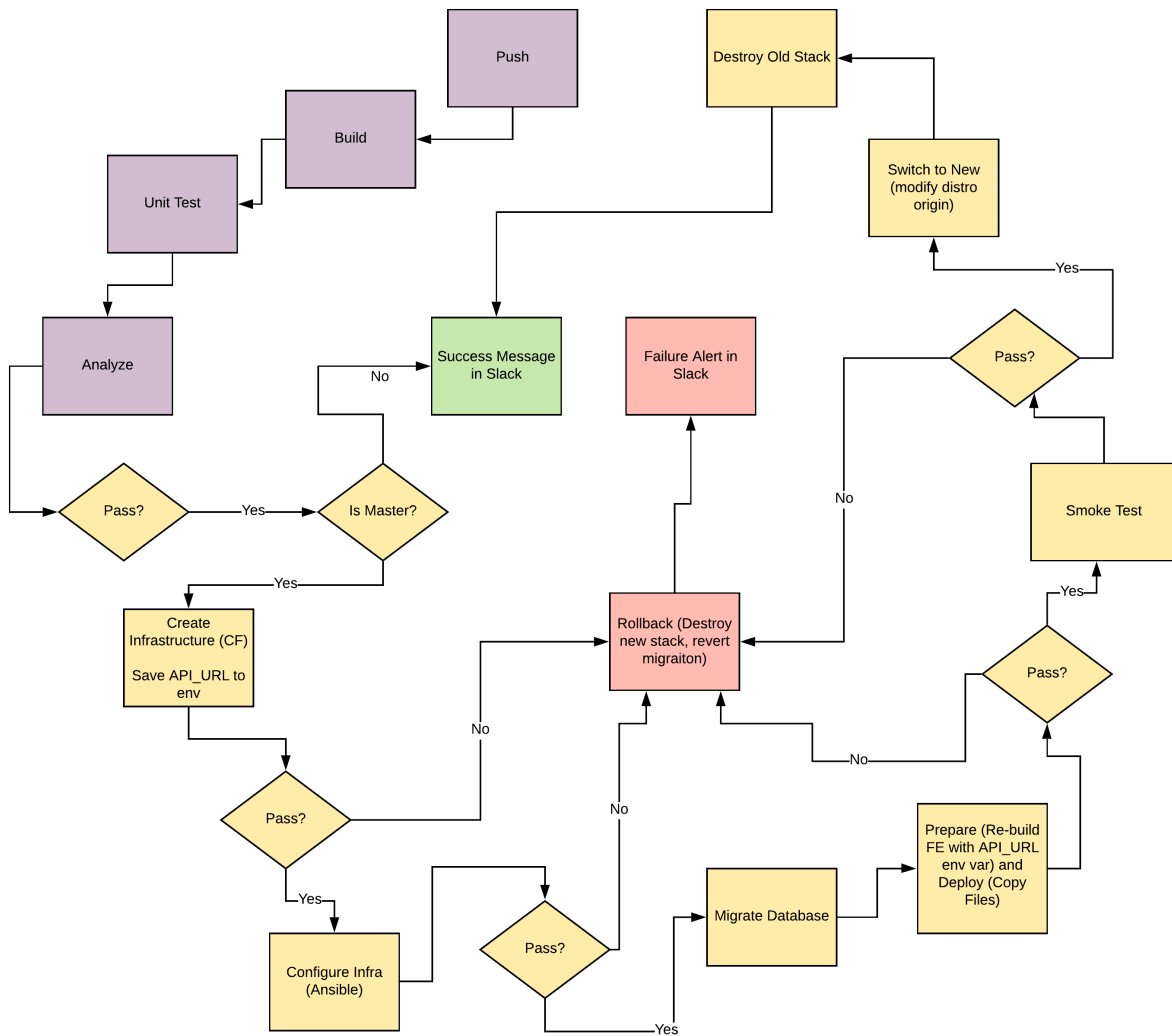 Push
Destroy Old Stack
Build
Switch to New
(modify distro
origin)
Unit Test
Yes
Analyze
Success Message
in Slack
No
Failure Alert in
Slack
Pass?
Pass?
Yes
Is Master?
No
Smoke Test
Yes
Yes
Create
Infrastructure (CF)
Save API_URL to
env
Rollback (Destroy
new stack, revert
migraiton)
Pass?
No
No
Pass?
No
Prepare (Re-build
FE with API_URL
env var) and
Deploy (Copy
Files)
Yes
Migrate Database
Pass?
Configure Infra
(Ansible)
Yes